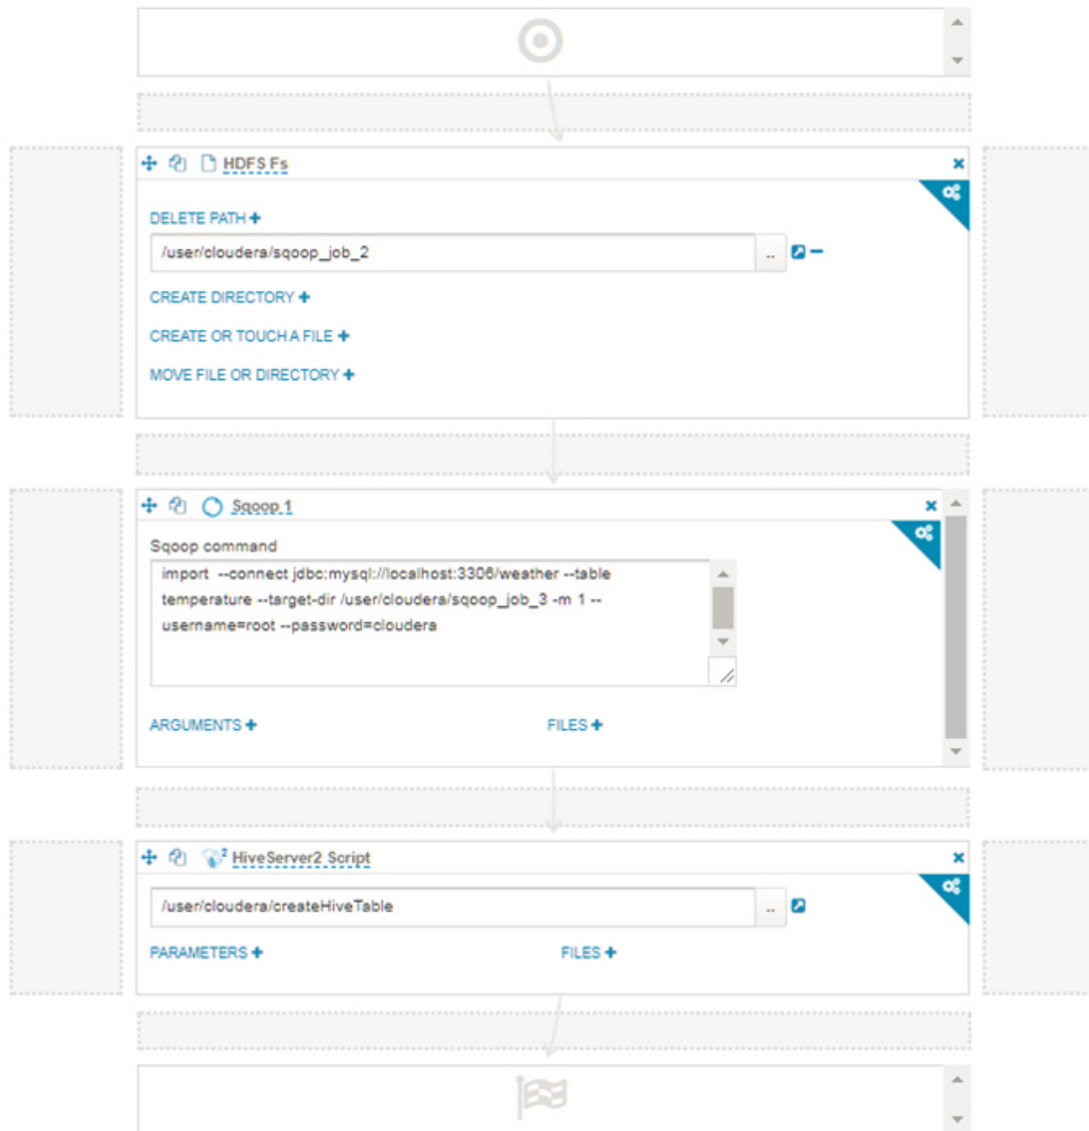 HDFS Fs
DELETE PATH +
/user/cloudera/sqoop_job_2
..
CREATE DIRECTORY +
CREATE OR TOUCH A FILE +
MOVE FILE OR DIRECTORY +
Sqoop 1
Sqoop command
import --connect jdbc:mysql://localhost:3306/weather --table
temperature --target-dir /user/cloudera/sqoop_job_3 -m 1 --
username=root --password=cloudera
ARGUMENTS + FILES +
2 HiveServer2 Script
/user/cloudera/createHiveTable
..
PARAMETERS + FILES +